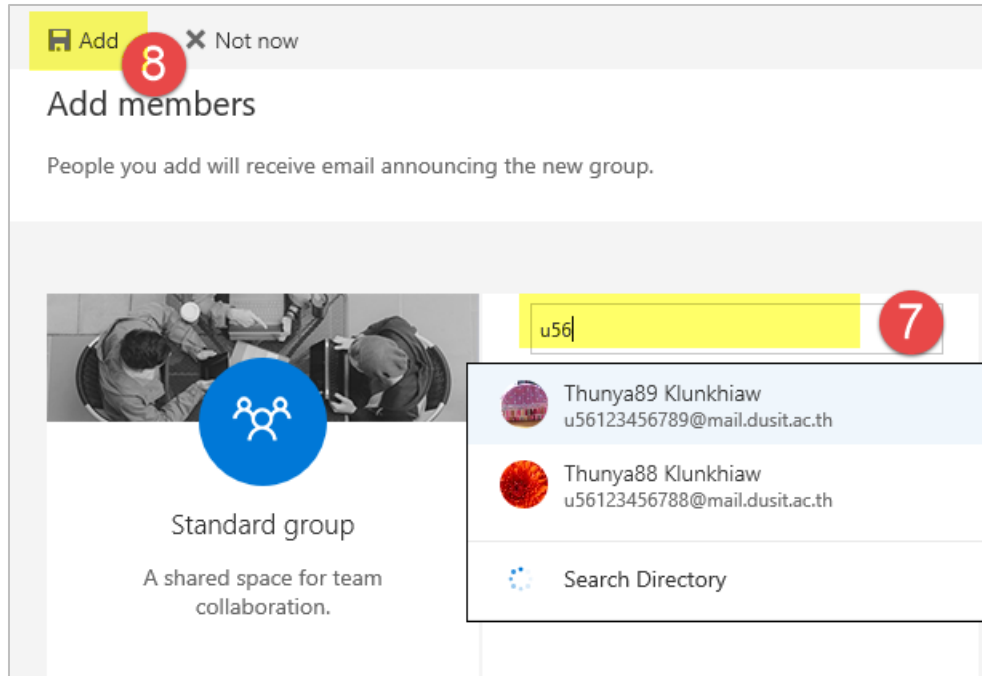 Add
Not now
8
Add members
People you add will receive email announcing the new group.
u56
7
Thunya89 Klunkhiaw
u56123456789@mail.dusit.ac.th
Thunya88 Klunkhiaw
u56123456788@mail.dusit.ac.th
Search Directory
Standard group
A shared space for team
collaboration.